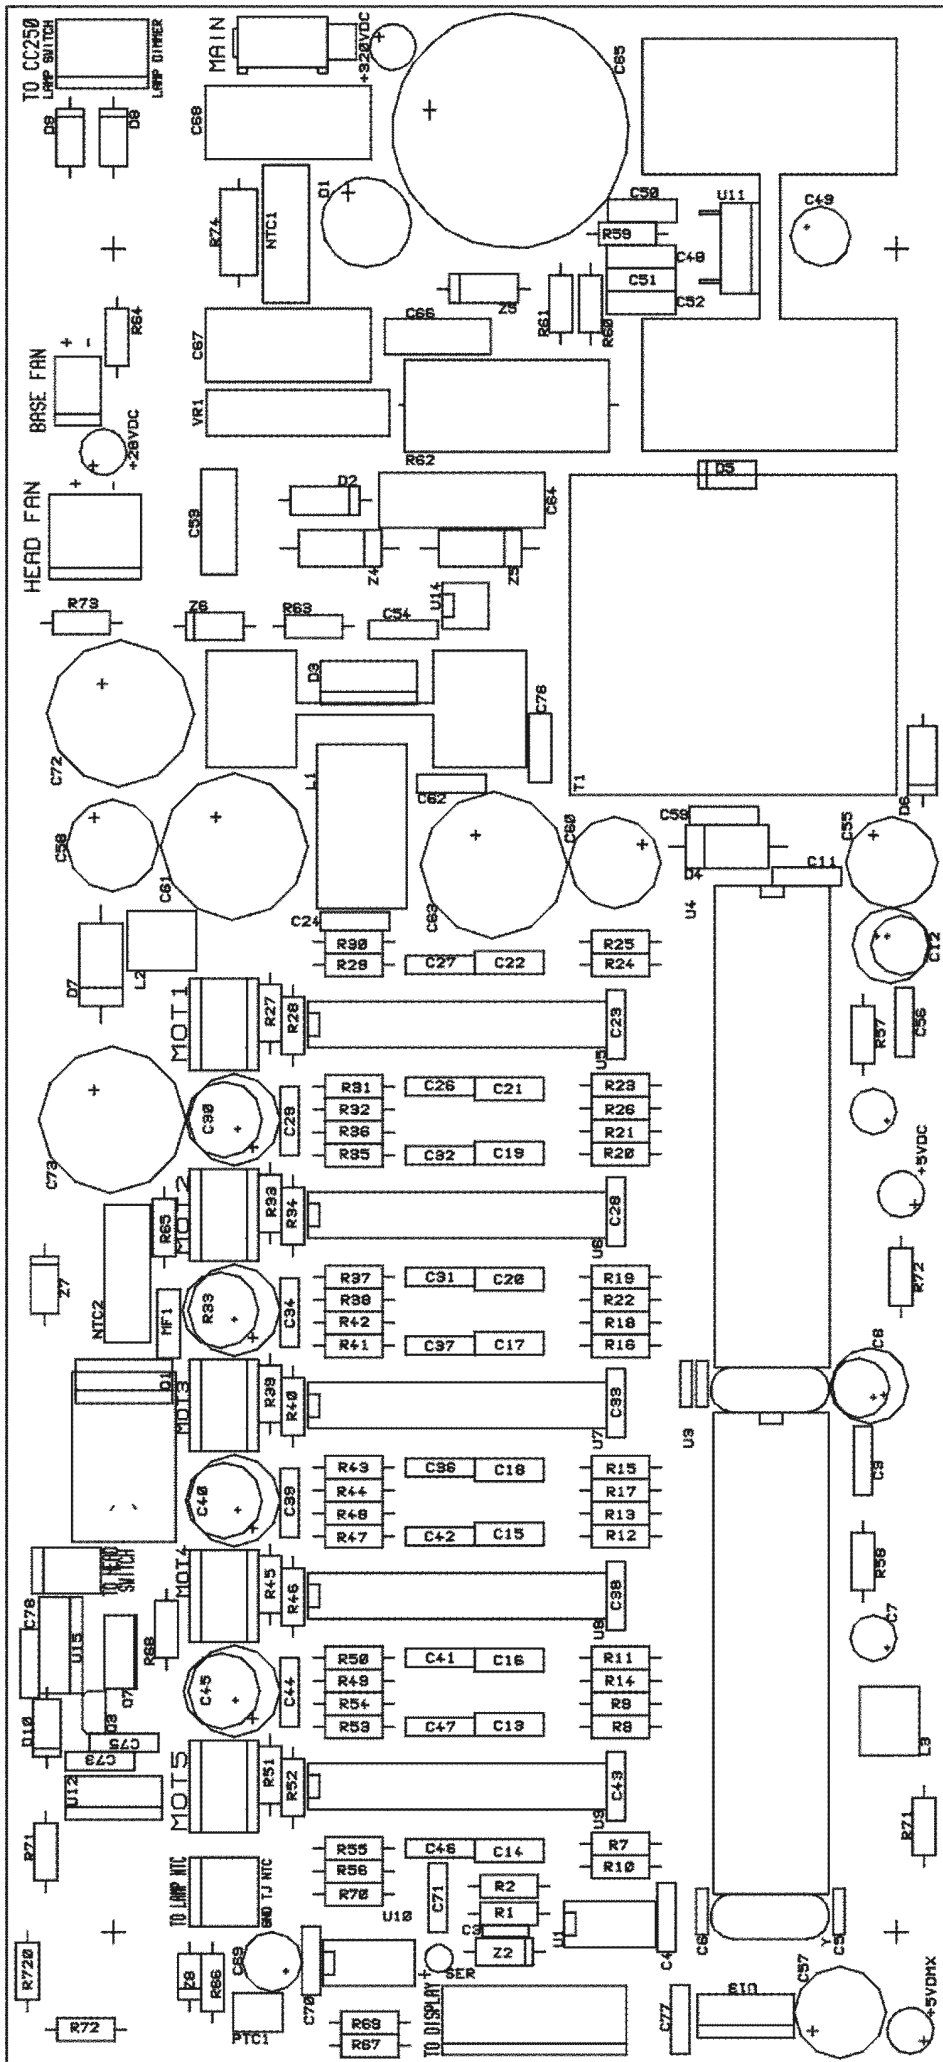 TO CC250
LAMP SWITCH
LAMP DIMMER
MAIN
+320VDC
C65
C68
D9
D8
D1
R74
NTC1
C50
U11
C49
R59
C48
C51
C52
R64
BASE FAN
+
-
C67
C66
Z5
R61
R60
VR1
+28VDC
R62
HEAD FAN
+
-
C53
D2
C64
D5
Z4
Z5
U14
R73
Z6
R63
C54
D3
C76
C72
L1
C62
T1
D6
C58
C61
C63
C60
C59
D4
C11
C55
U4
C24
R30
R29
C27
C22
R25
R24
C12
D7
L2
MOT1
R27
R28
C23
U5
R57
C56
C73
C30
C29
R31
R32
R36
R35
C26
C21
C32
C19
R23
R26
R21
R20
+5VDC
R65
R33
R34
C28
U6
R72
Z7
NTC2
MF1
R33
C34
R37
R38
R42
R41
C31
C20
C37
C17
R19
R22
R18
R16
C8
MOT3
R39
R40
C33
U7
U3
C9
C40
C39
R43
R44
R48
R47
C36
C18
C42
C15
R15
R17
R13
R12
TO HEAD
SWITCH
MOT4
R45
R46
C38
U8
R58
C78
U15
R68
C7
C45
C44
R50
R49
R54
R53
C41
C16
C47
C13
R11
R14
R9
R8
D10
L3
C75
C73
U12
MOT5
R51
R52
C43
U9
R71
R71
TO LAMP NTC
GND TJ NTC
R55
R56
R70
C46
C14
R7
R10
C71
R2
R1
U10
C3
Z2
U1
C4
C6
C5
Y
R720
Z8
R66
C69
C70
SER
PTC1
R72
R69
R67
TO DISPLAY
C77
U13
C57
+5VDMX